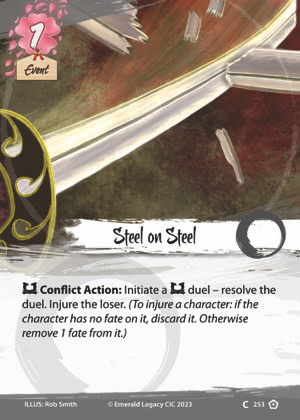 1
Event
Steel on Steel
Conflict Action: Initiate a duel – resolve the
duel. Injure the loser. (To injure a character: if the
character has no fate on it, discard it. Otherwise
remove 1 fate from it.)
ILLUS: Rob Smith © Emerald Legacy CIC 2023 C 253